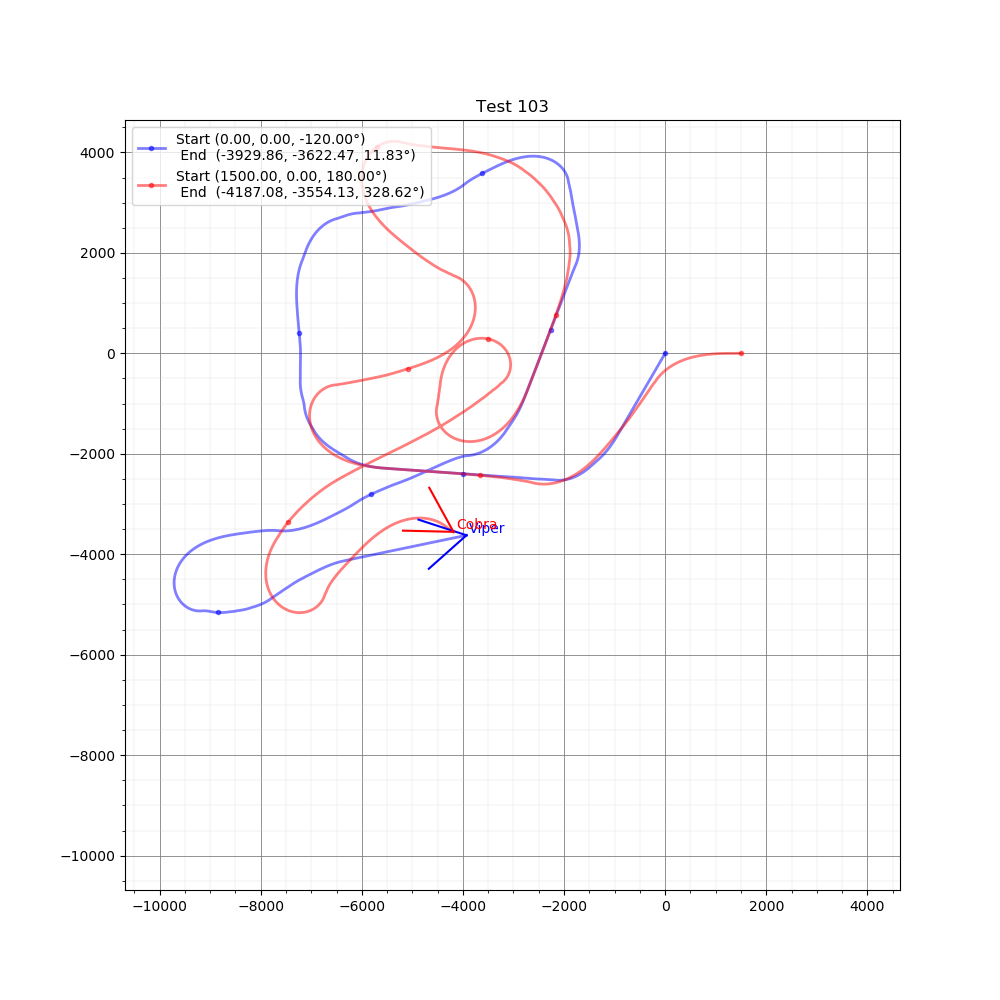 Test 103
Start (0.00, 0.00, -120.00°)
End (-3929.86, -3622.47, 11.83°)
Start (1500.00, 0.00, 180.00°)
End (-4187.08, -3554.13, 328.62°)
4000
2000
0
−2000
−4000
−6000
−8000
−10000
Cobra
Viper
−10000 −8000 −6000 −4000 −2000 0 2000 4000